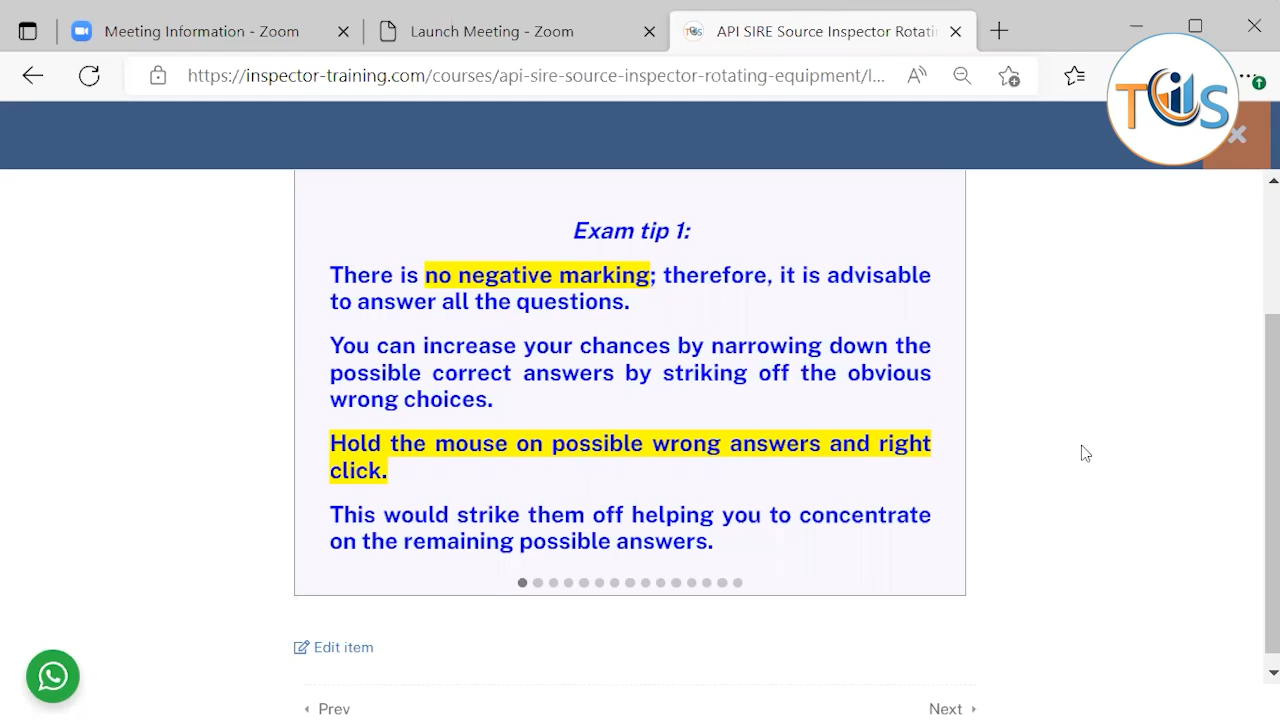 Meeting Information - Zoom
Launch Meeting - Zoom
API SIRE Source Inspector Rotati
https://inspector-training.com/courses/api-sire-source-inspector-rotating-equipment/l...
TIS
Exam tip 1:
There is no negative marking; therefore, it is advisable
to answer all the questions.
You can increase your chances by narrowing down the
possible correct answers by striking off the obvious
wrong choices.
Hold the mouse on possible wrong answers and right
click.
This would strike them off helping you to concentrate
on the remaining possible answers.
Edit item
Prev
Next